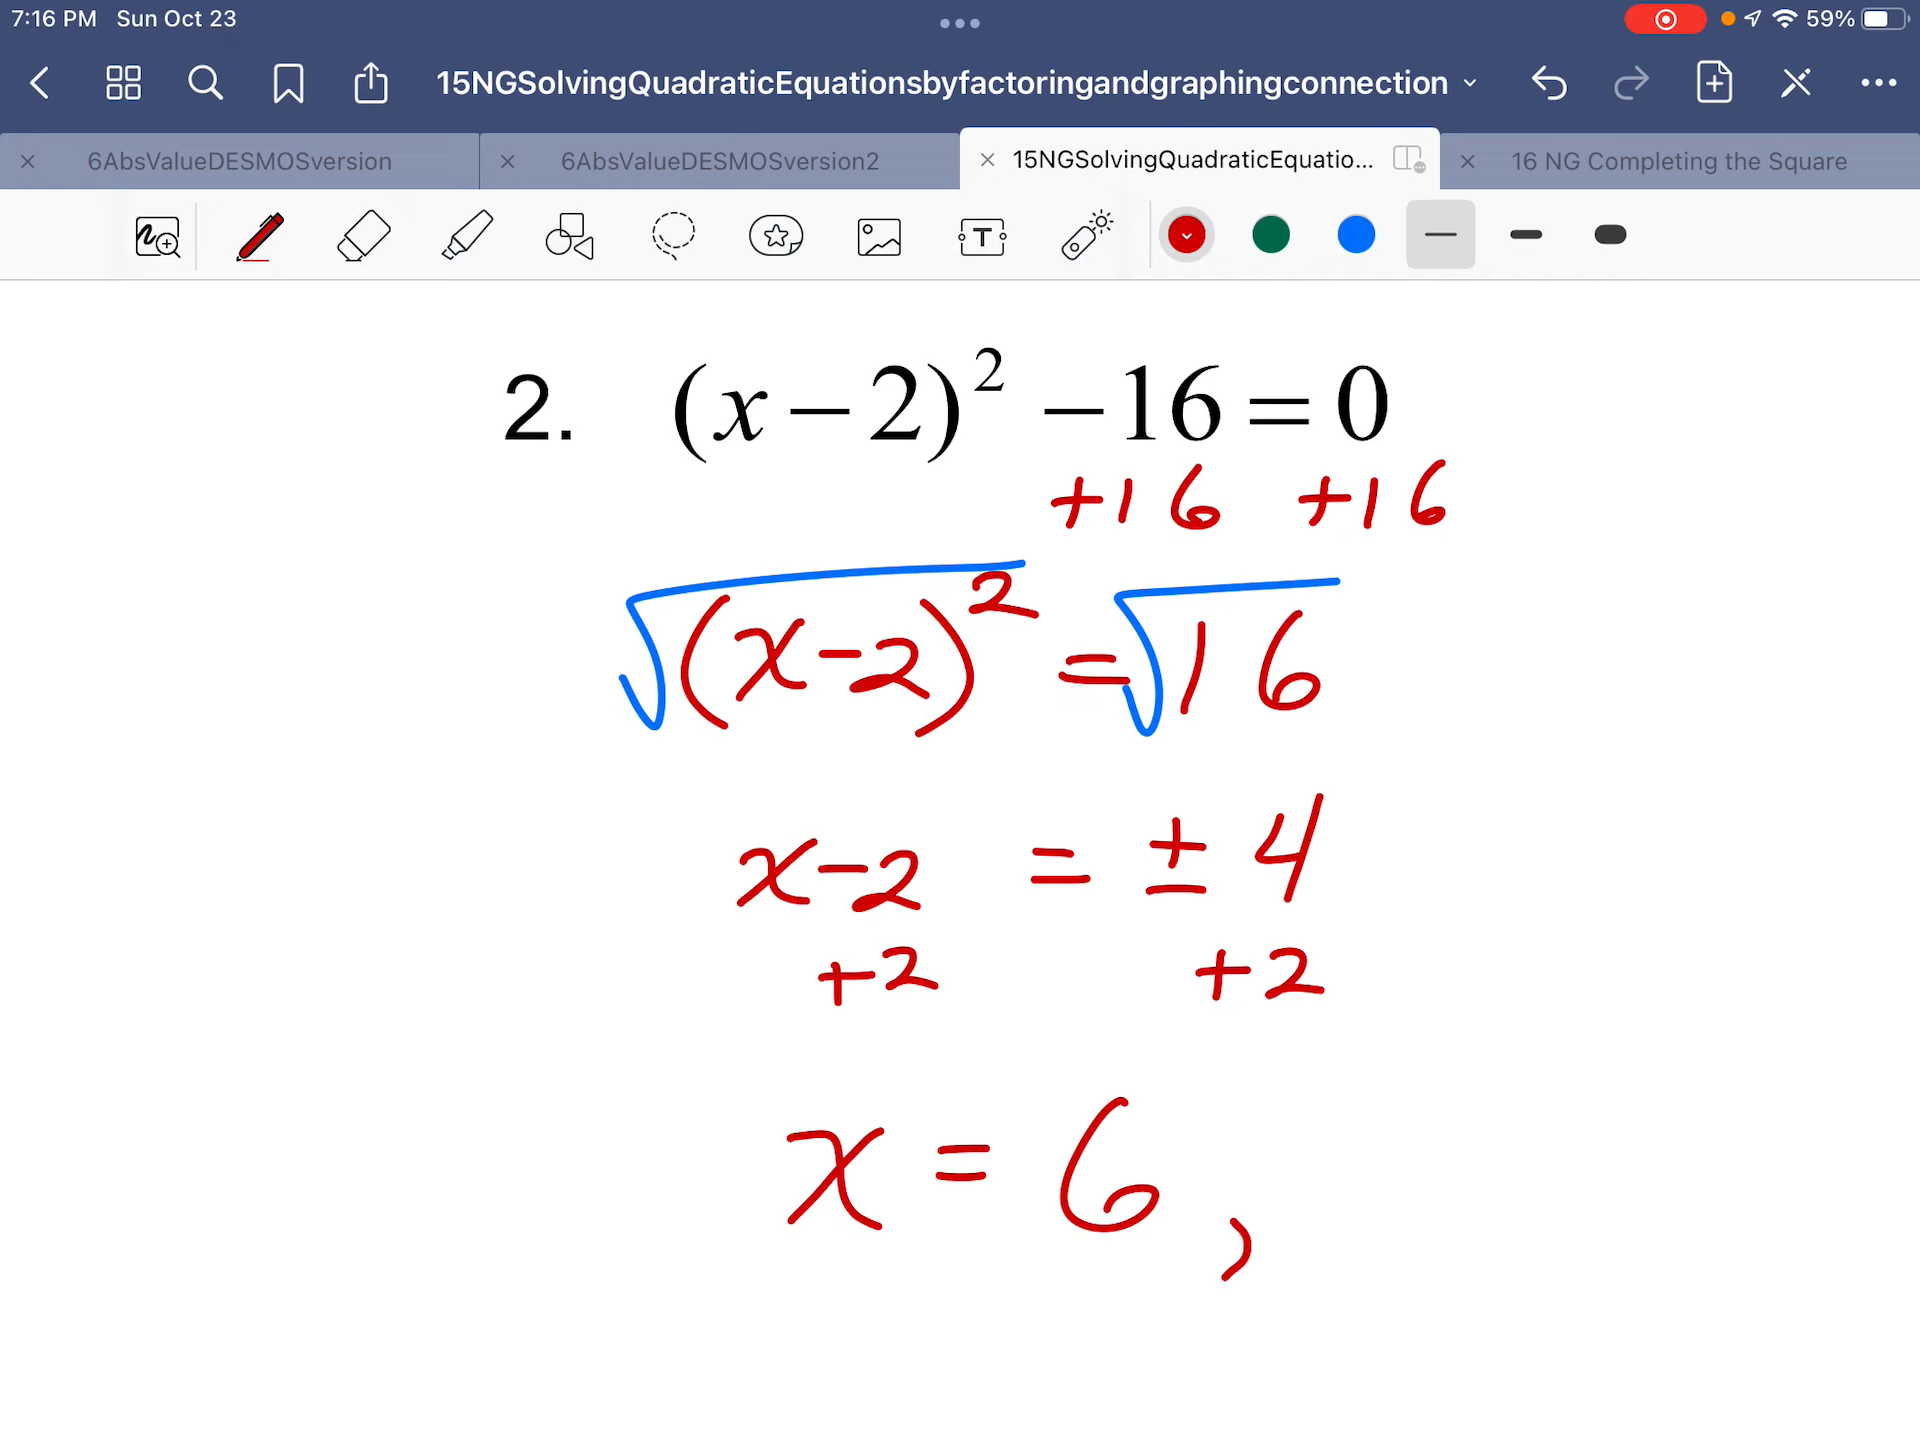 7:16 PM Sun Oct 23
59%
15NGSolvingQuadraticEquationsbyfactoringandgraphingconnection
6AbsValueDESMOSversion
6AbsValueDESMOSversion2
15NGSolvingQuadraticEquatio...
16 NG Completing the Square
T
2. (x−2)² −16=0
+16 +16
√(x-2)² = √16
x-2 = ±4
+2 +2
x = 6,